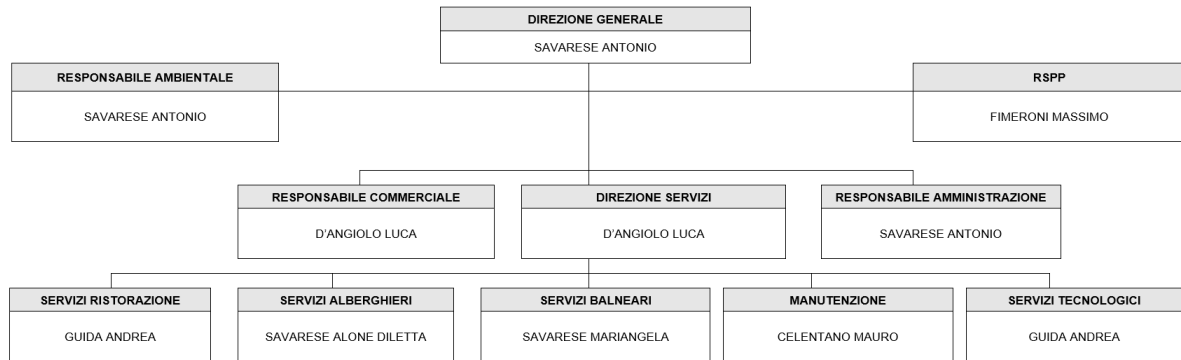 DIREZIONE GENERALE
SAVARESE ANTONIO
RESPONSABILE AMBIENTALE
SAVARESE ANTONIO
RSPP
FIMERONI MASSIMO
RESPONSABILE COMMERCIALE
D'ANGIOLO LUCA
DIREZIONE SERVIZI
D'ANGIOLO LUCA
RESPONSABILE AMMINISTRAZIONE
SAVARESE ANTONIO
SERVIZI RISTORAZIONE
GUIDA ANDREA
SERVIZI ALBERGHIERI
SAVARESE ALONE DILETTA
SERVIZI BALNEARI
SAVARESE MARIANGELA
MANUTENZIONE
CELENTANO MAURO
SERVIZI TECNOLOGICI
GUIDA ANDREA